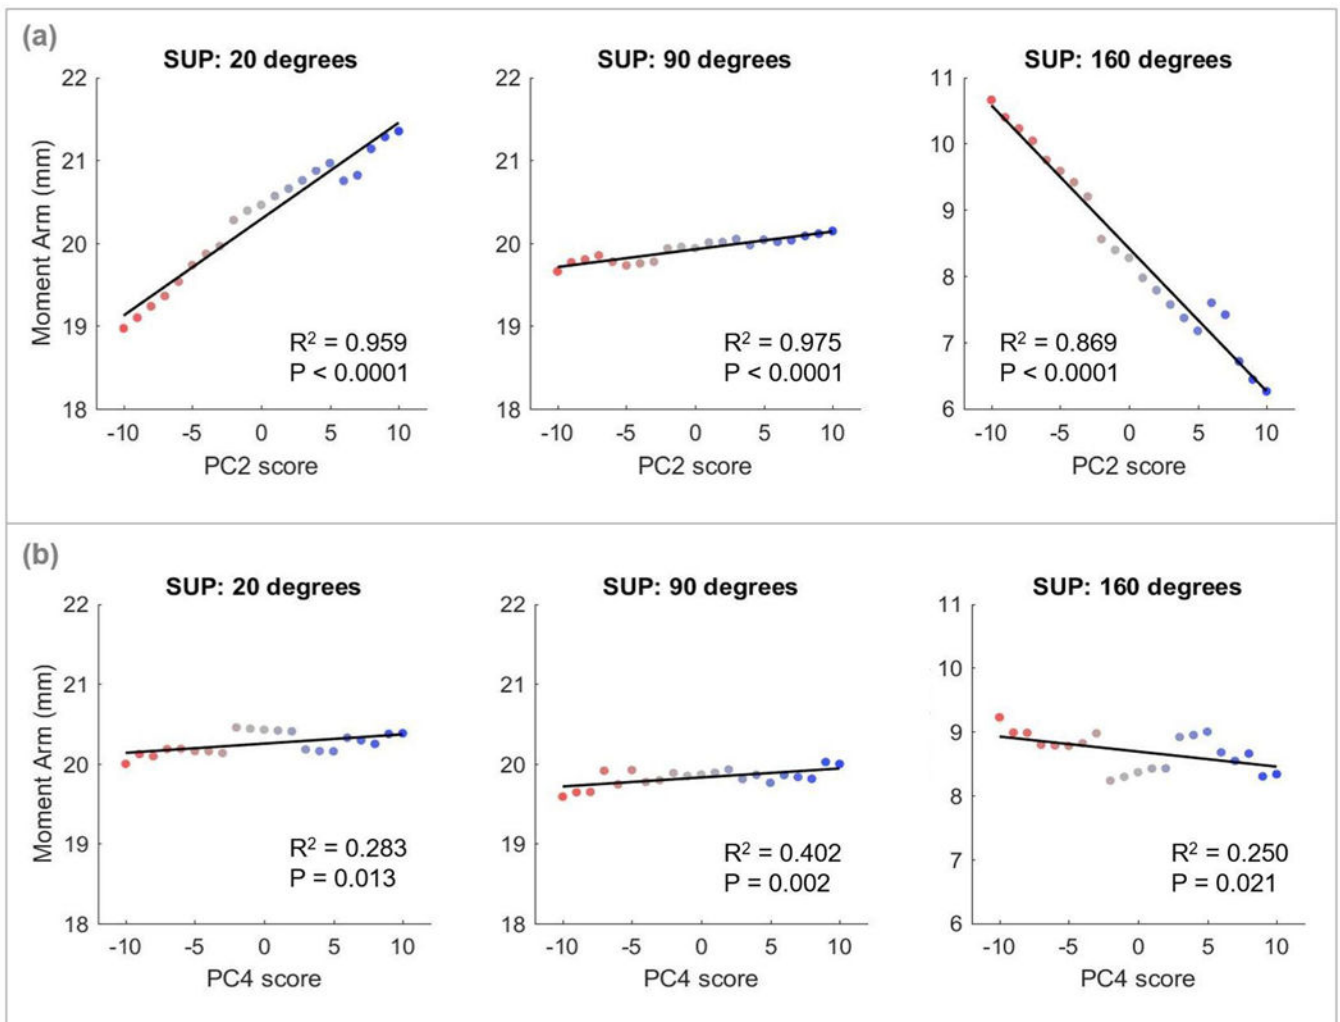 (a)
SUP: 20 degrees
22
21
20
19
18
Moment Arm (mm)
R² = 0.959
P < 0.0001
-10 -5 0 5 10
PC2 score
SUP: 90 degrees
22
21
20
19
18
R² = 0.975
P < 0.0001
-10 -5 0 5 10
PC2 score
SUP: 160 degrees
11
10
9
8
7
6
R² = 0.869
P < 0.0001
-10 -5 0 5 10
PC2 score
(b)
SUP: 20 degrees
22
21
20
19
18
Moment Arm (mm)
R² = 0.283
P = 0.013
-10 -5 0 5 10
PC4 score
SUP: 90 degrees
22
21
20
19
18
R² = 0.402
P = 0.002
-10 -5 0 5 10
PC4 score
SUP: 160 degrees
11
10
9
8
7
6
R² = 0.250
P = 0.021
-10 -5 0 5 10
PC4 score